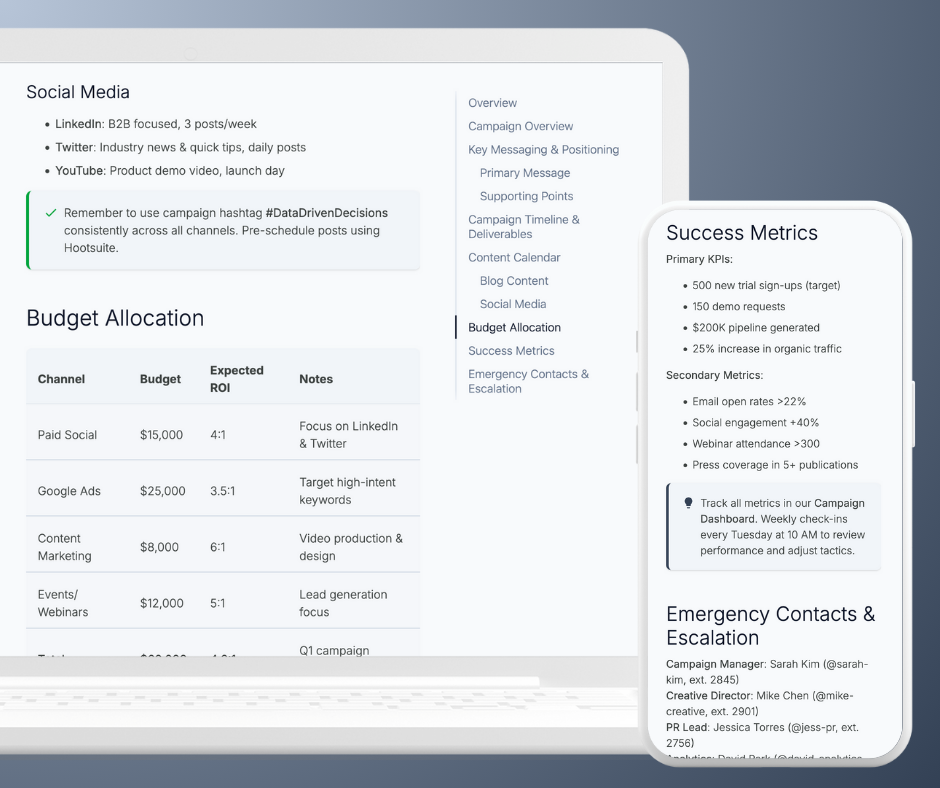 Social Media
• LinkedIn: B2B focused, 3 posts/week
• Twitter: Industry news & quick tips, daily posts
• YouTube: Product demo video, launch day
Remember to use campaign hashtag #DataDrivenDecisions
consistently across all channels. Pre-schedule posts using
Hootsuite.
Budget Allocation
Channel Budget Expected ROI Notes
Paid Social $15,000 4:1 Focus on LinkedIn & Twitter
Google Ads $25,000 3.5:1 Target high-intent keywords
Content Marketing $8,000 6:1 Video production & design
Events/ Webinars $12,000 5:1 Lead generation focus
Q1 campaign
Overview
Campaign Overview
Key Messaging & Positioning
Primary Message
Supporting Points
Campaign Timeline &
Deliverables
Content Calendar
Blog Content
Social Media
Budget Allocation
Success Metrics
Emergency Contacts &
Escalation
Success Metrics
Primary KPIs:
• 500 new trial sign-ups (target)
• 150 demo requests
• $200K pipeline generated
• 25% increase in organic traffic
Secondary Metrics:
• Email open rates >22%
• Social engagement +40%
• Webinar attendance >300
• Press coverage in 5+ publications
Track all metrics in our Campaign
Dashboard. Weekly check-ins
every Tuesday at 10 AM to review
performance and adjust tactics.
Emergency Contacts &
Escalation
Campaign Manager: Sarah Kim (@sarah-
kim, ext. 2845)
Creative Director: Mike Chen (@mike-
creative, ext. 2901)
PR Lead: Jessica Torres (@jess-pr, ext.
2756)